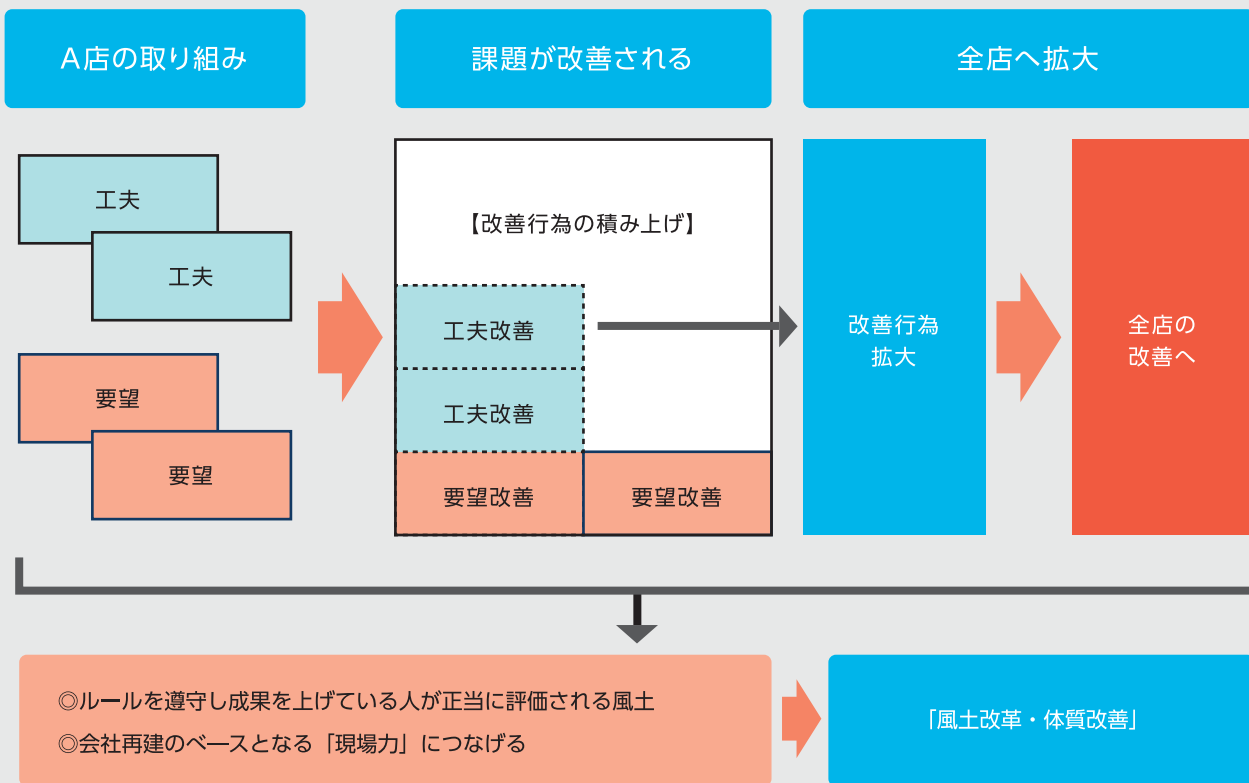 A店の取り組み
課題が改善される
全店へ拡大
工夫
工夫
要望
要望
【改善行為の積み上げ】
工夫改善
工夫改善
要望改善
要望改善
改善行為
拡大
全店の
改善へ
◎ルールを遵守し成果を上げている人が正当に評価される風土
◎会社再建のベースとなる「現場力」につなげる
「風土改革・体質改善」